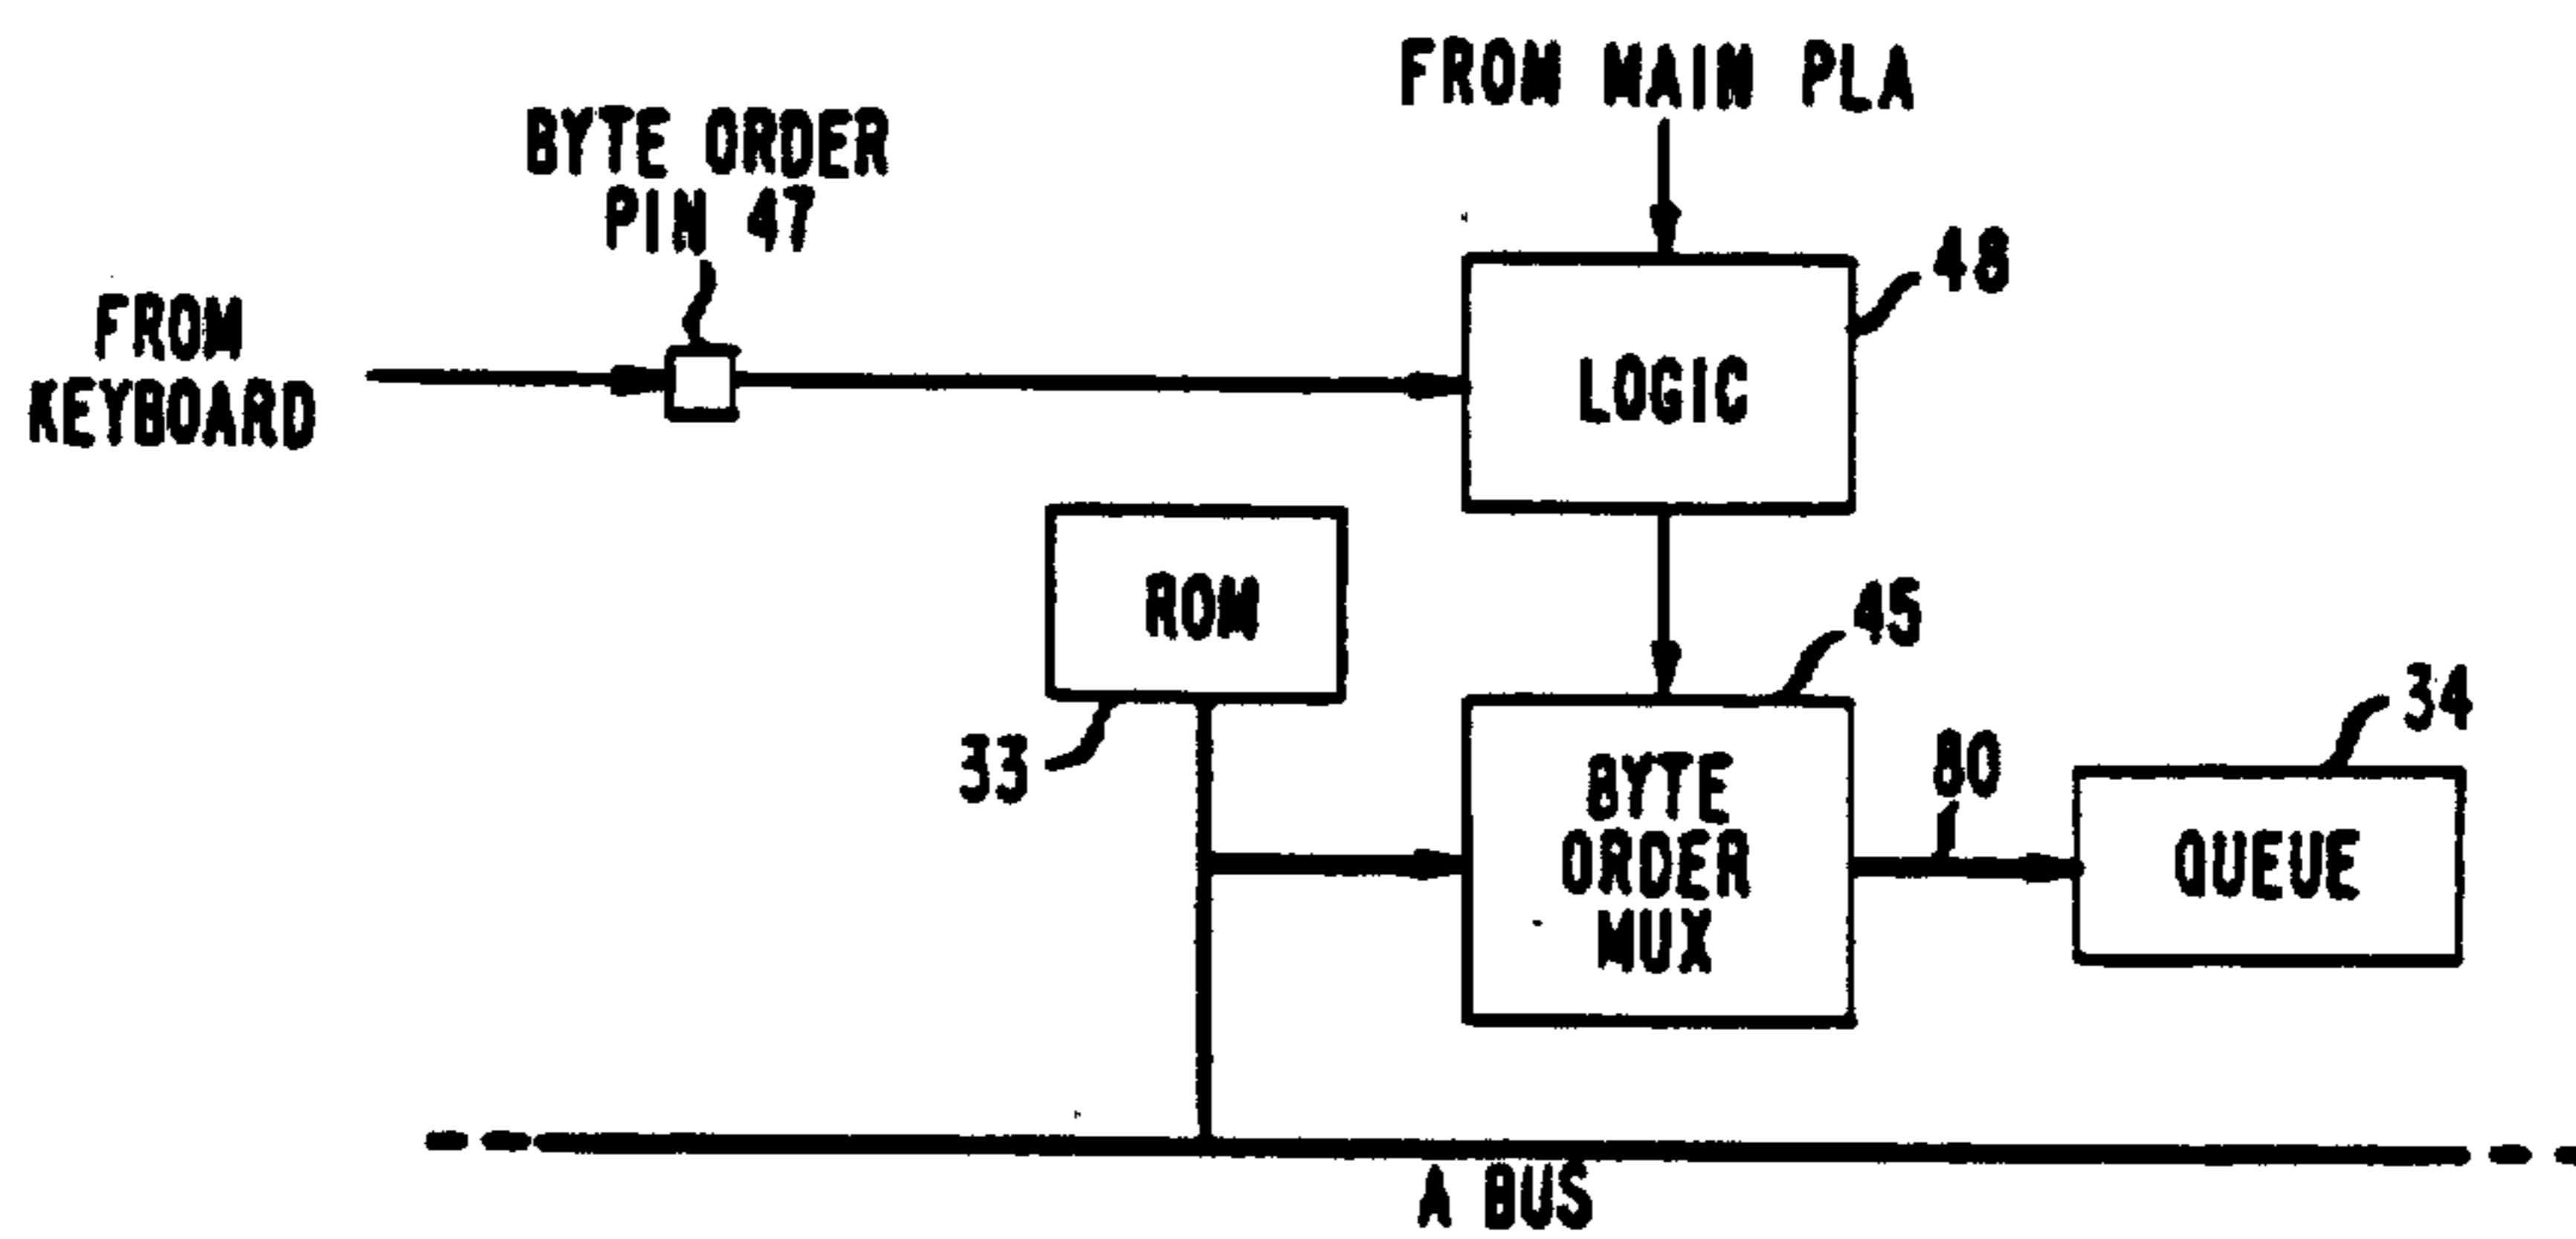 FROM MAIN PLA
BYTE ORDER
PIN 47
48
FROM
KEYBOARD
LOGIC
ROM
45
33
34
80
BYTE
ORDER
MUX
QUEUE
A BUS